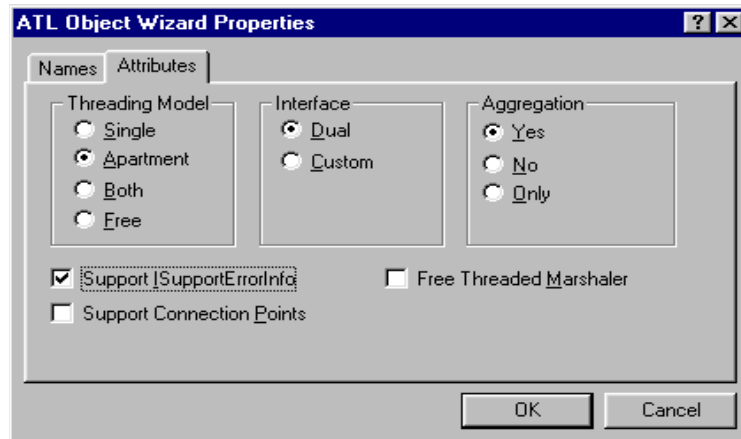 ATL Object Wizard Properties
Names Attributes
Threading Model
Single
Apartment
Both
Free
Interface
Dual
Custom
Aggregation
Yes
No
Only
Support ISupportErrorInfo
Free Threaded Marshaler
Support Connection Points
OK Cancel